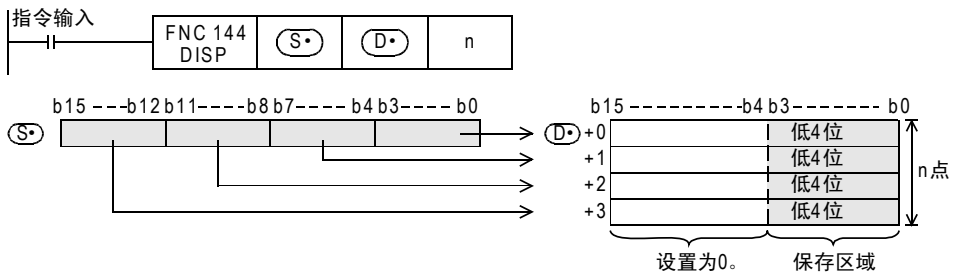 指令输入
FNC 144 DISP S• D• n
b15 ---b12 b11----b8 b7---- b4 b3----- b0
b15 ----------b4 b3------ b0
S•
D• +0 低4位
+1 低4位
+2 低4位
+3 低4位
n点
设置为0。 保存区域